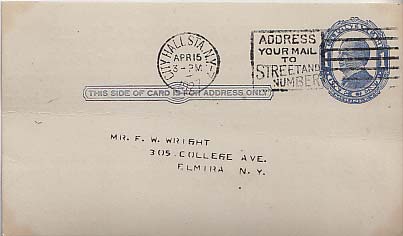 CITY HALL STA. N.Y.
APR 15
3-PM
ADDRESS
YOUR MAIL
TO
STREET AND
NUMBER
THIS SIDE OF CARD IS FOR ADDRESS ONLY
MR. F. W. WRIGHT
305 COLLEGE AVE.
ELMIRA N.Y.